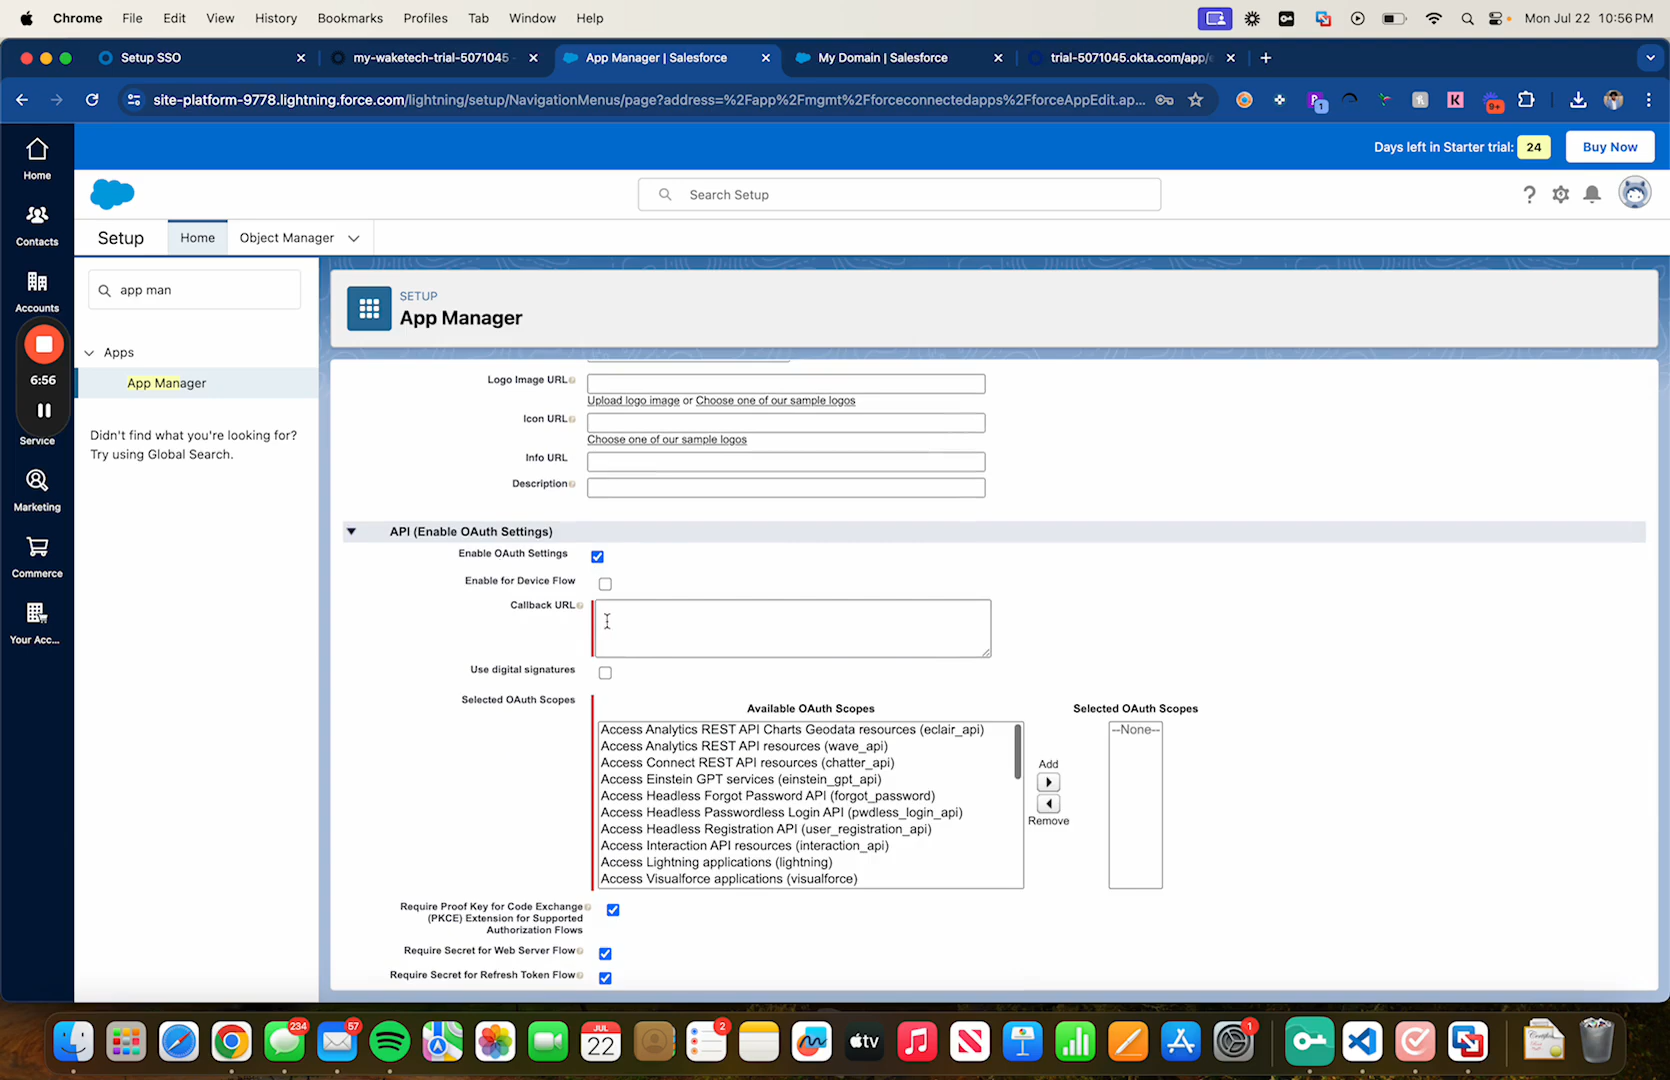 Chrome File Edit View History Bookmarks Profiles Tab Window Help Mon Jul 22 10:56 PM
Setup SSO my-waketech-trial-5071045 App Manager | Salesforce My Domain | Salesforce trial-5071045.okta.com/app/
site-platform-9778.lightning.force.com/lightning/setup/NavigationMenus/page?address=%2Fapp%2Fmgmt%2Fforceconnectedapps%2FforceAppEdit.ap... 1 K 9+
Days left in Starter trial: 24 Buy Now
Home
Contacts
Accounts
6:56
Service
Marketing
Commerce
Your Acc...
Search Setup
Setup Home Object Manager
app man
Apps
App Manager
Didn't find what you're looking for?
Try using Global Search.
SETUP
App Manager
Logo Image URL
Upload logo image or Choose one of our sample logos
Icon URL
Choose one of our sample logos
Info URL
Description
API (Enable OAuth Settings)
Enable OAuth Settings
Enable for Device Flow
Callback URL
Use digital signatures
Selected OAuth Scopes
Available OAuth Scopes
Access Analytics REST API Charts Geodata resources (eclair_api)
Access Analytics REST API resources (wave_api)
Access Connect REST API resources (chatter_api)
Access Einstein GPT services (einstein_gpt_api)
Access Headless Forgot Password API (forgot_password)
Access Headless Passwordless Login API (pwdless_login_api)
Access Headless Registration API (user_registration_api)
Access Interaction API resources (interaction_api)
Access Lightning applications (lightning)
Access Visualforce applications (visualforce)
Add
Remove
Selected OAuth Scopes
--None--
Require Proof Key for Code Exchange
(PKCE) Extension for Supported
Authorization Flows
Require Secret for Web Server Flow
Require Secret for Refresh Token Flow
234 57 JUL 22 2 tv 1